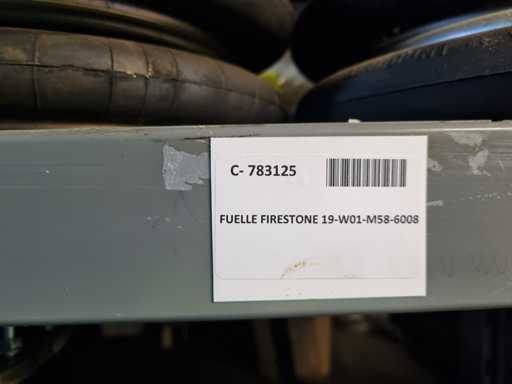 C- 783125
FUELLE FIRESTONE 19-W01-M58-6008